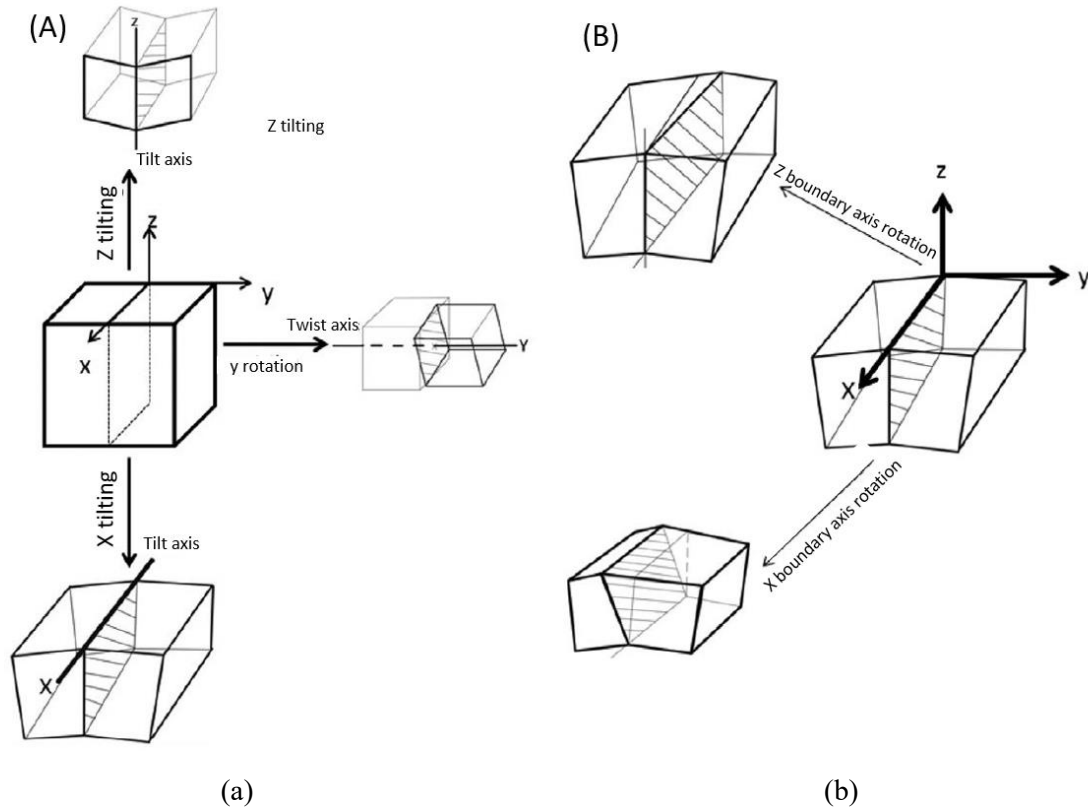 (A)
z
Z tilting
Tilt axis
Z tilting
z
y
X
Twist axis
y rotation
Y
X tilting
Tilt axis
X
(B)
Z boundary axis rotation
z
y
X
X boundary axis rotation
(a)
(b)